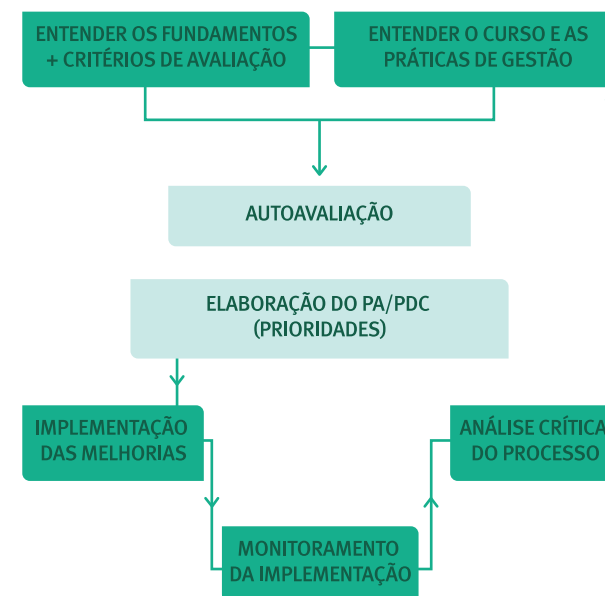 ENTENDER OS FUNDAMENTOS
+ CRITÉRIOS DE AVALIAÇÃO
ENTENDER O CURSO E AS
PRÁTICAS DE GESTÃO
AUTOAVALIAÇÃO
ELABORAÇÃO DO PA/PDC
(PRIORIDADES)
IMPLEMENTAÇÃO
DAS MELHORIAS
ANÁLISE CRÍTICA
DO PROCESSO
MONITORAMENTO
DA IMPLEMENTAÇÃO